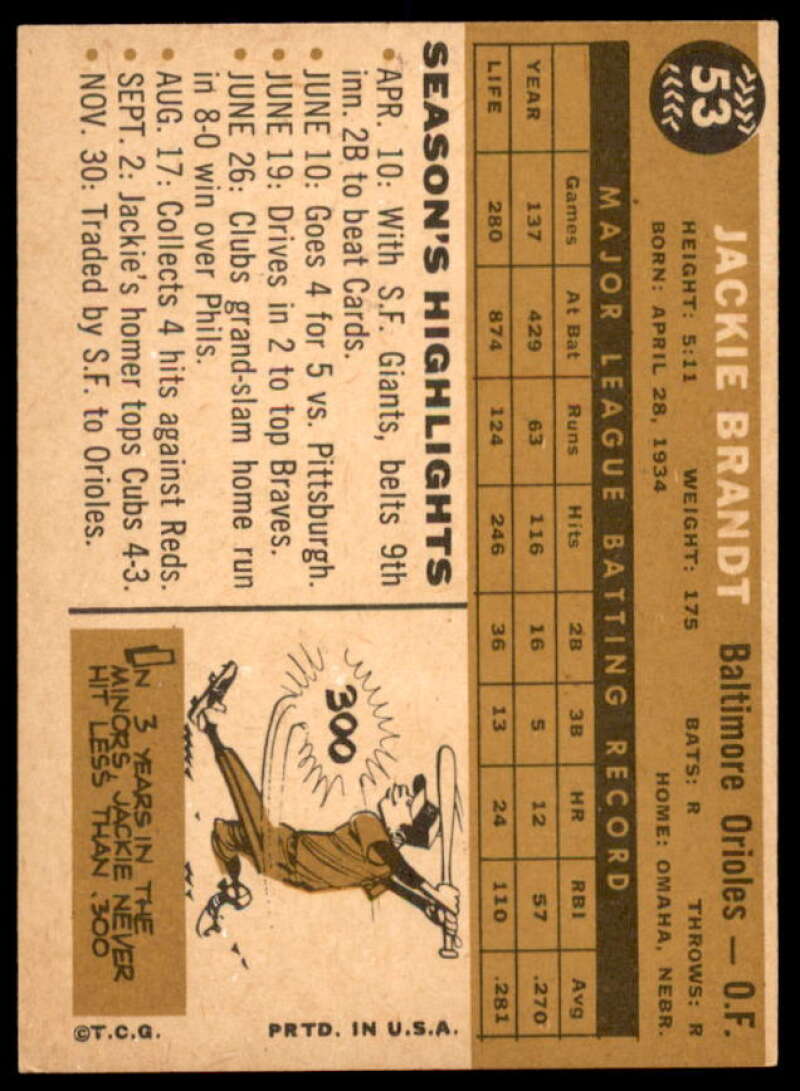 53
JACKIE BRANDT Baltimore Orioles — O.F.
HEIGHT: 5:11 WEIGHT: 175 BATS: R THROWS: R
BORN: APRIL 28, 1934 HOME: OMAHA, NEBR.
MAJOR LEAGUE BATTING RECORD
Games At Bat Runs Hits 2B 3B HR RBI Avg
YEAR 137 429 63 116 16 5 12 57 .270
LIFE 280 874 124 246 36 13 24 110 .281
SEASON'S HIGHLIGHTS
• APR. 10: With S.F. Giants, belts 9th
inn. 2B to beat Cards.
• JUNE 10: Goes 4 for 5 vs. Pittsburgh.
• JUNE 19: Drives in 2 to top Braves.
• JUNE 26: Clubs grand-slam home run
in 8-0 win over Phils.
• AUG. 17: Collects 4 hits against Reds.
• SEPT. 2: Jackie's homer tops Cubs 4-3.
• NOV. 30: Traded by S.F. to Orioles.
300
IN 3 YEARS IN THE
MINORS, JACKIE NEVER
HIT LESS THAN .300
©T.C.G. PRTD. IN U.S.A.